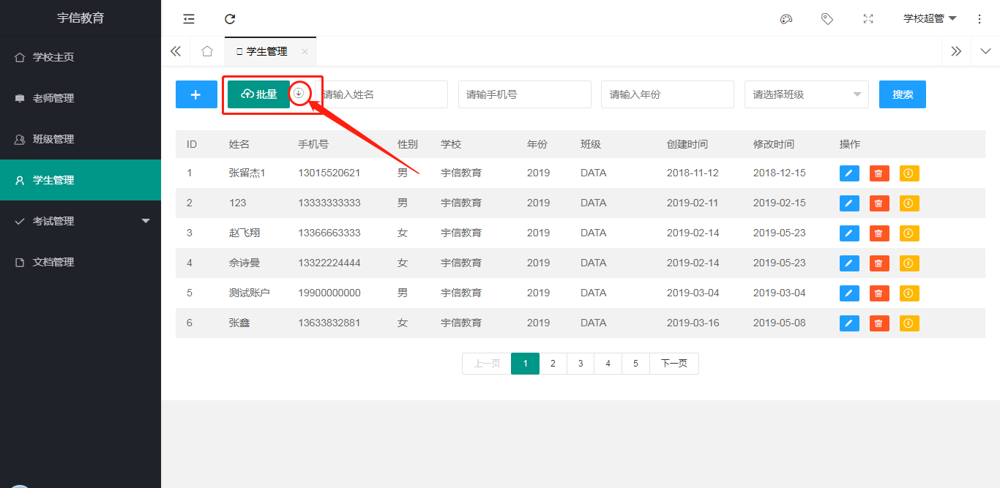 宇信教育
学校超管
学校主页
老师管理
班级管理
学生管理
考试管理
文档管理
学生管理
批量 请输入姓名 请输手机号 请输入年份 请选择班级 搜索
ID 姓名 手机号 性别 学校 年份 班级 创建时间 修改时间 操作
1 张留杰1 13015520621 男 宇信教育 2019 DATA 2018-11-12 2018-12-15
2 123 13333333333 男 宇信教育 2019 DATA 2019-02-11 2019-02-15
3 赵飞翔 13366663333 女 宇信教育 2019 DATA 2019-02-14 2019-05-23
4 佘诗曼 13322224444 女 宇信教育 2019 DATA 2019-02-14 2019-05-23
5 测试账户 19900000000 男 宇信教育 2019 DATA 2019-03-04 2019-03-04
6 张鑫 13633832881 女 宇信教育 2019 DATA 2019-03-16 2019-05-08
上一页 1 2 3 4 5 下一页